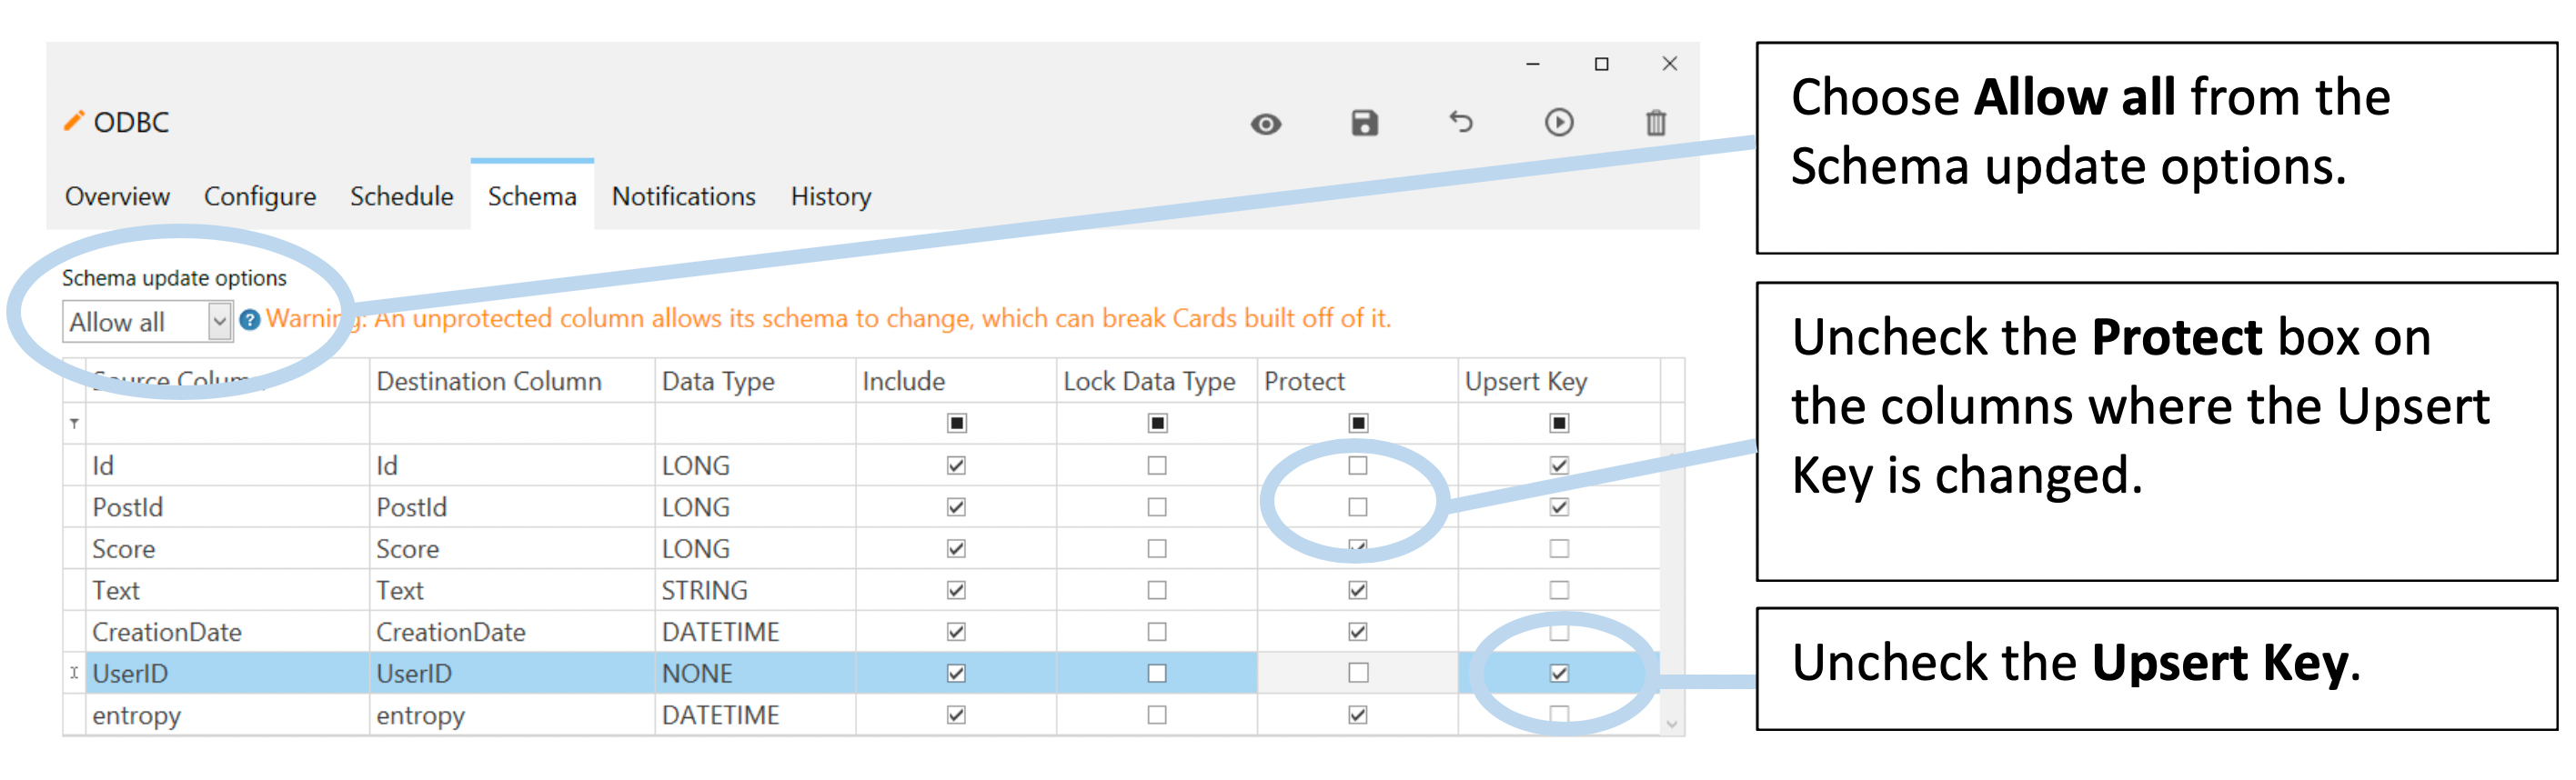 ODBC
Overview Configure Schedule Schema Notifications History
Schema update options
Allow all ? Warning: An unprotected column allows its schema to change, which can break Cards built off of it.
Source Column Destination Column Data Type Include Lock Data Type Protect Upsert Key
Id Id LONG
PostId PostId LONG
Score Score LONG
Text Text STRING
CreationDate CreationDate DATETIME
UserID UserID NONE
entropy entropy DATETIME
Choose Allow all from the
Schema update options.
Uncheck the Protect box on
the columns where the Upsert
Key is changed.
Uncheck the Upsert Key.